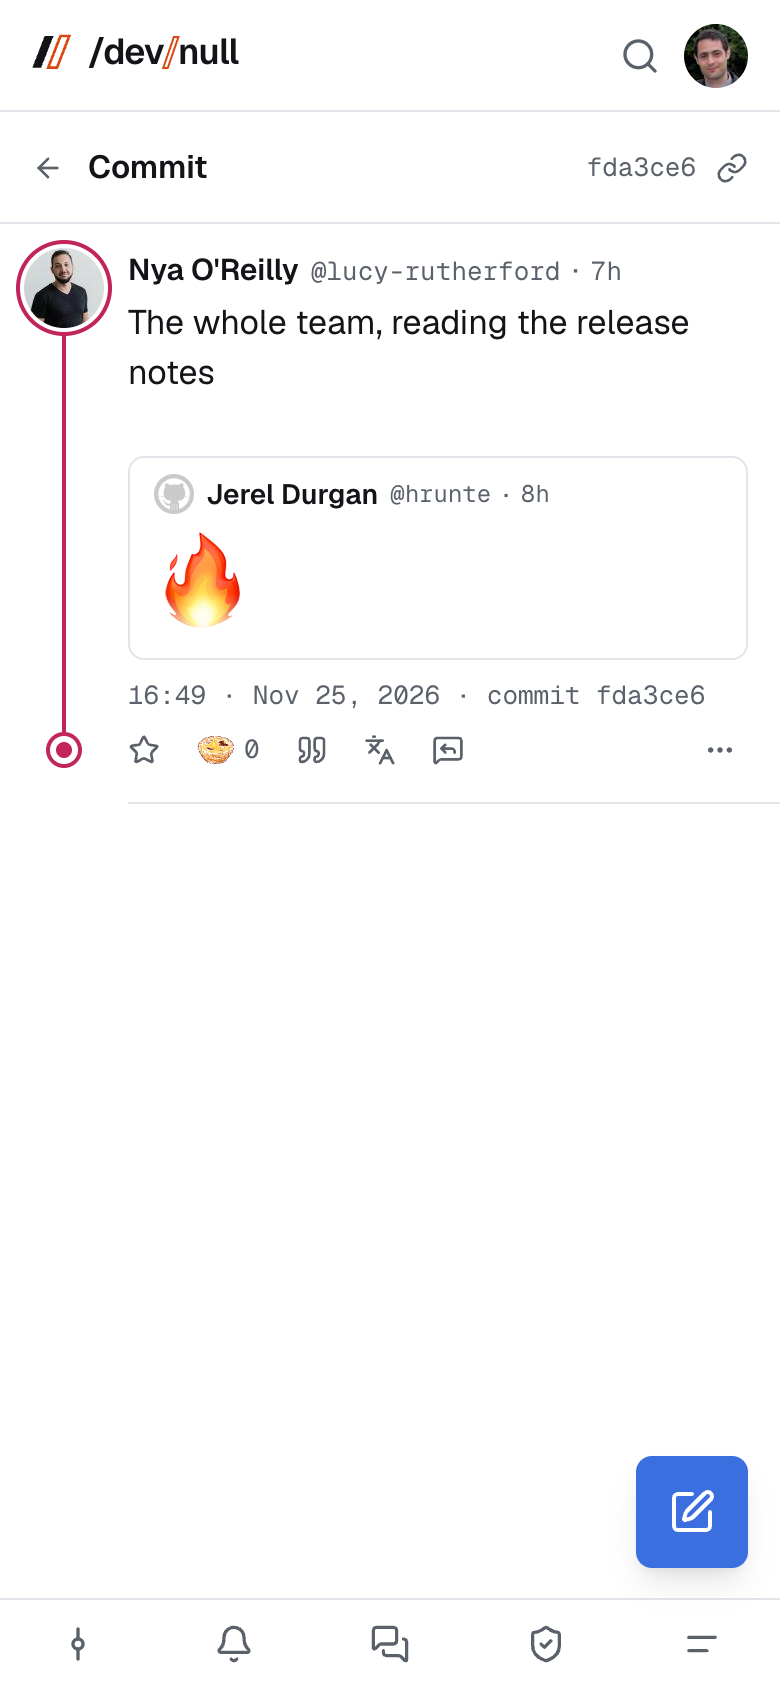 /dev//null
Commit
fda3ce6
Nya O'Reilly @lucy-rutherford · 7h
The whole team, reading the release
notes
Jerel Durgan @hrunte · 8h
🔥
16:49 · Nov 25, 2026 · commit fda3ce6
0